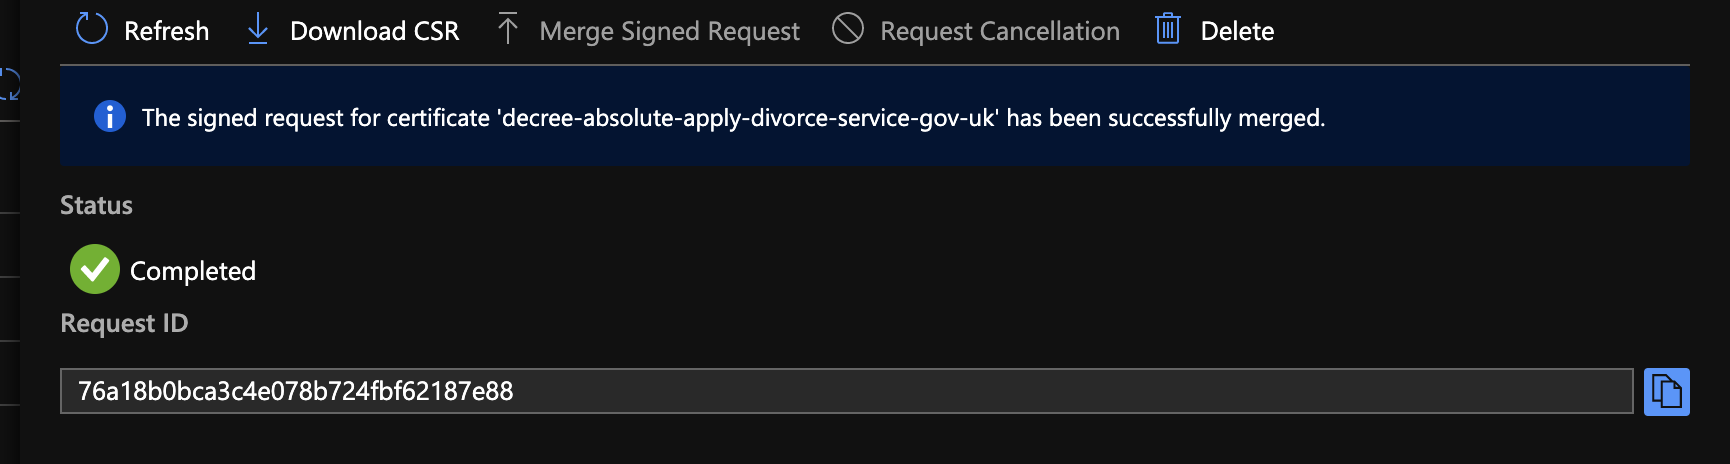 Refresh Download CSR Merge Signed Request Request Cancellation Delete
The signed request for certificate 'decree-absolute-apply-divorce-service-gov-uk' has been successfully merged.
Status
Completed
Request ID
76a18b0bca3c4e078b724fbf62187e88